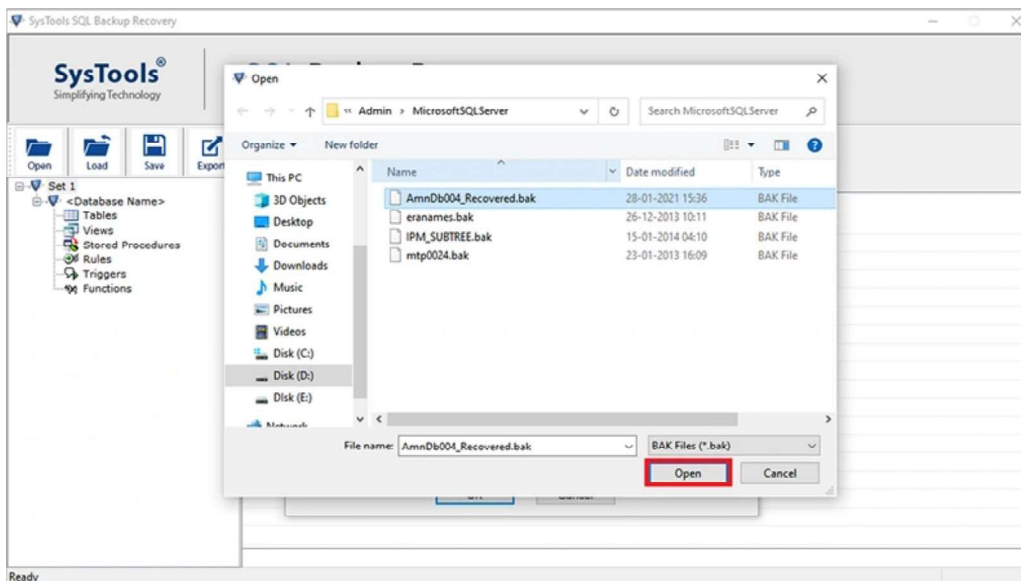 SysTools SQL Backup Recovery
SysTools®
Simplifying Technology
Open
Load
Save
Export
Set 1
<Database Name>
Tables
Views
Stored Procedures
Rules
Triggers
Functions
Open
« Admin › MicrosoftSQLServer
Search MicrosoftSQLServer
Organize
New folder
This PC
3D Objects
Desktop
Documents
Downloads
Music
Pictures
Videos
Disk (C:)
Disk (D:)
DIsk (E:)
Network
Name Date modified Type
AmnDb004_Recovered.bak 28-01-2021 15:36 BAK File
eranames.bak 26-12-2013 10:11 BAK File
IPM_SUBTREE.bak 15-01-2014 04:10 BAK File
mtp0024.bak 23-01-2013 16:09 BAK File
File name: AmnDb004_Recovered.bak BAK Files (*.bak)
Open Cancel
Ready